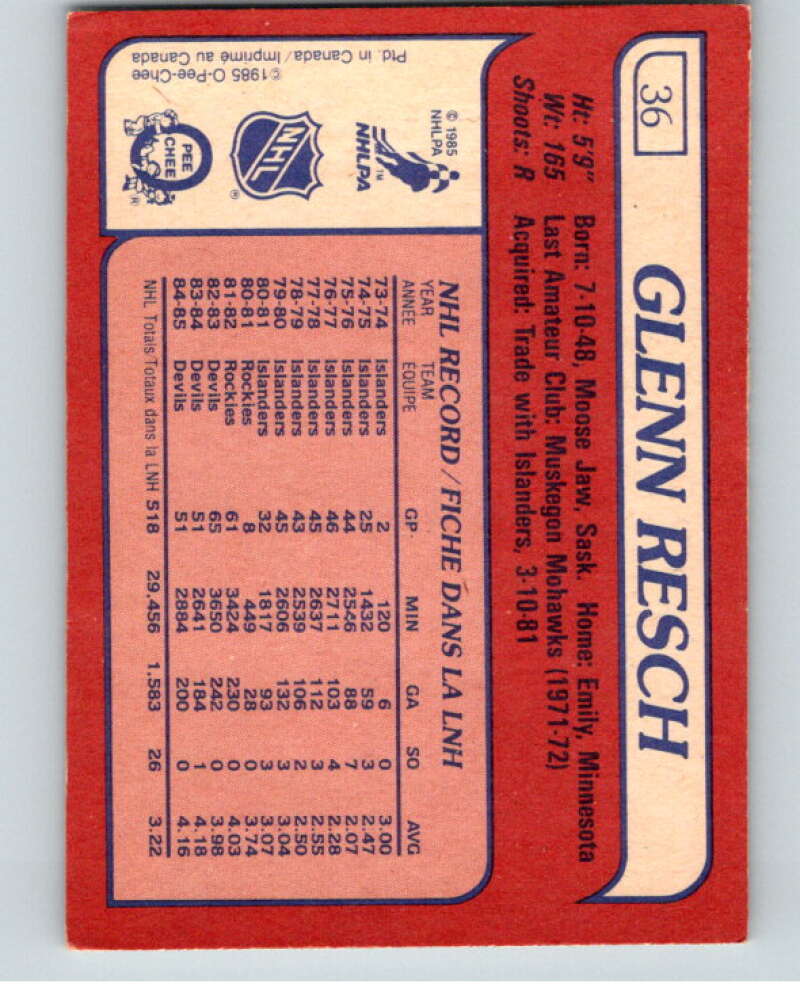 36
GLENN RESCH
Ht: 5'9" Born: 7-10-48, Moose Jaw, Sask. Home: Emily, Minnesota
Wt: 165 Last Amateur Club: Muskegon Mohawks (1971-72)
Shoots: R Acquired: Trade with Islanders, 3-10-81
NHL RECORD/FICHE DANS LA LNH
YEAR TEAM
ANNÉE ÉQUIPE GP MIN GA SO AVG
73-74 Islanders 2 120 6 0 3.00
74-75 Islanders 25 1432 59 3 2.47
75-76 Islanders 44 2546 88 7 2.07
76-77 Islanders 46 2711 103 4 2.28
77-78 Islanders 45 2637 112 3 2.55
78-79 Islanders 43 2539 106 2 2.50
79-80 Islanders 45 2606 132 3 3.04
80-81 Islanders 32 1817 93 3 3.07
80-81 Rockies 8 449 28 0 3.74
81-82 Rockies 61 3424 230 0 4.03
82-83 Devils 65 3650 242 0 3.98
83-84 Devils 51 2641 184 1 4.18
84-85 Devils 51 2884 200 0 4.16
NHL Totals/Totaux dans la LNH 518 29.456 1.583 26 3.22
© 1985
NHLPA
NHLPA ™
NHL ®
O PEE CHEE ®
©1985 O-Pee-Chee
Ptd. in Canada/Imprimé au Canada